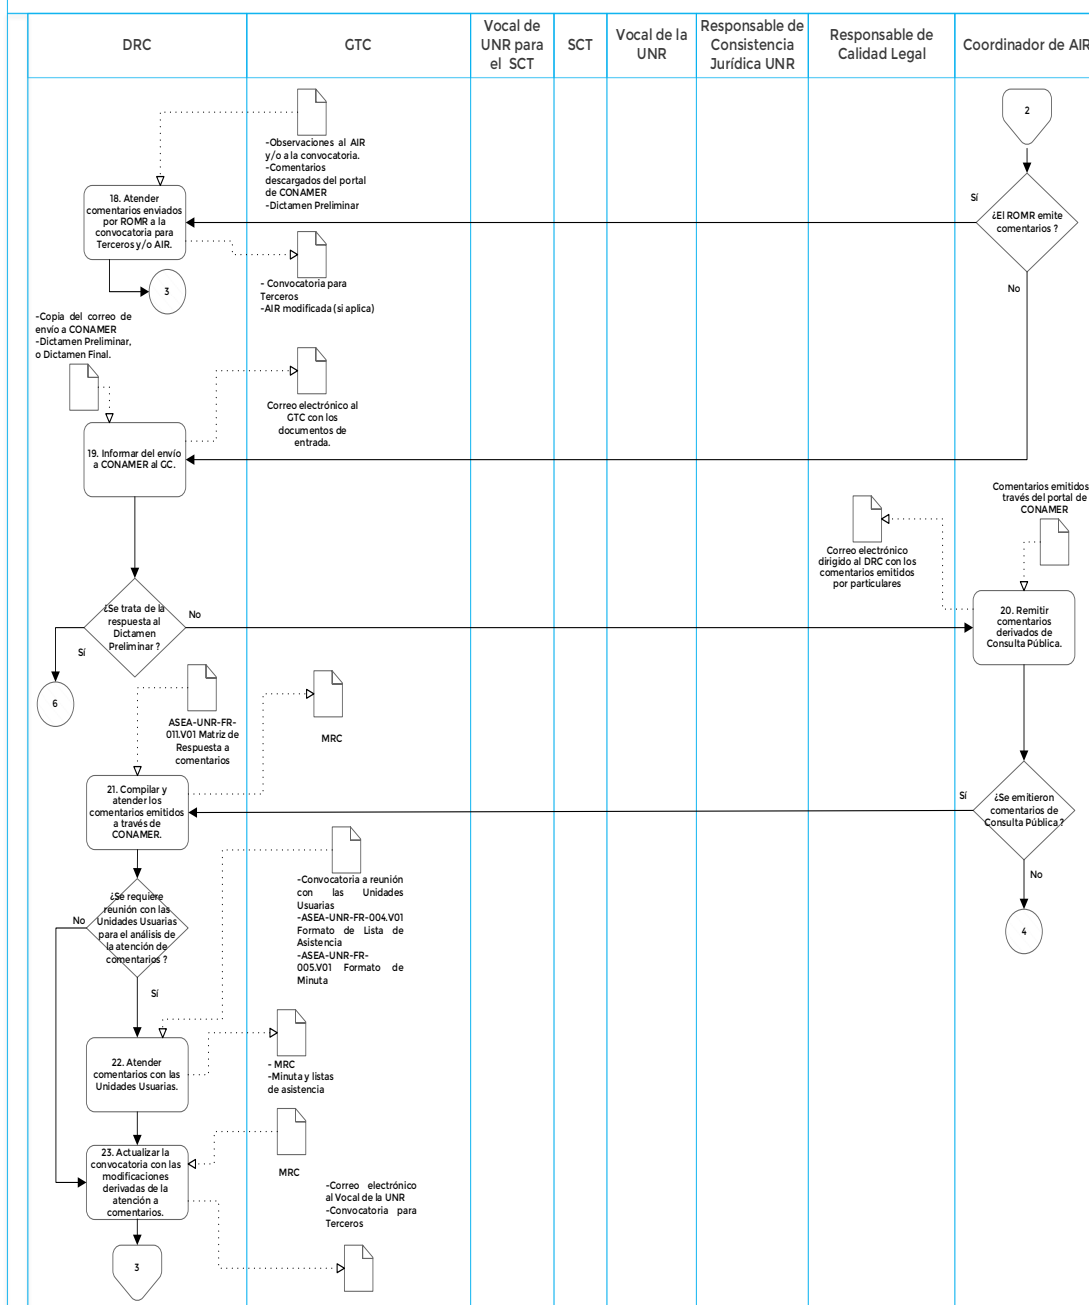 DRC
GTC
Vocal de
UNR para
el SCT
SCT
Vocal de la
UNR
Responsable de
Consistencia
Jurídica UNR
Responsable de
Calidad Legal
Coordinador de AIR
2
-Observaciones al AIR
y/o a la convocatoria.
-Comentarios
descargados del portal
de CONAMER
-Dictamen Preliminar
18. Atender
comentarios enviados
por ROMR a la
convocatoria para
Terceros y/o AIR.
Sí
¿El ROMR emite
comentarios ?
No
3
- Convocatoria para
Terceros
-AIR modificada (si aplica)
-Copia del correo de
envío a CONAMER
-Dictamen Preliminar,
o Dictamen Final.
Correo electrónico al
GTC con los
documentos de
entrada.
19. Informar del envío
a CONAMER al GC.
Comentarios emitidos
través del portal de
CONAMER
Correo electrónico
dirigido al DRC con los
comentarios emitidos
por particulares
¿Se trata de la
respuesta al
Dictamen
Preliminar ?
No
Sí
6
20. Remitir
comentarios
derivados de
Consulta Pública.
ASEA-UNR-FR-
011.V01 Matriz de
Respuesta a
comentarios
MRC
21. Compilar y
atender los
comentarios emitidos
a través de
CONAMER.
Sí
¿Se emitieron
comentarios de
Consulta Pública?
No
4
-Convocatoria a reunión
con las Unidades
Usuarias
-ASEA-UNR-FR-004.V01
Formato de Lista de
Asistencia
-ASEA-UNR-FR-
005.V01 Formato de
Minuta
¿Se requiere
reunión con las
Unidades Usuarias
para el análisis de
la atención de
comentarios ?
No
Sí
22. Atender
comentarios con las
Unidades Usuarias.
- MRC
-Minuta y listas
de asistencia
23. Actualizar la
convocatoria con las
modificaciones
derivadas de la
atención a
comentarios.
MRC
-Correo electrónico
al Vocal de la UNR
-Convocatoria para
Terceros
3